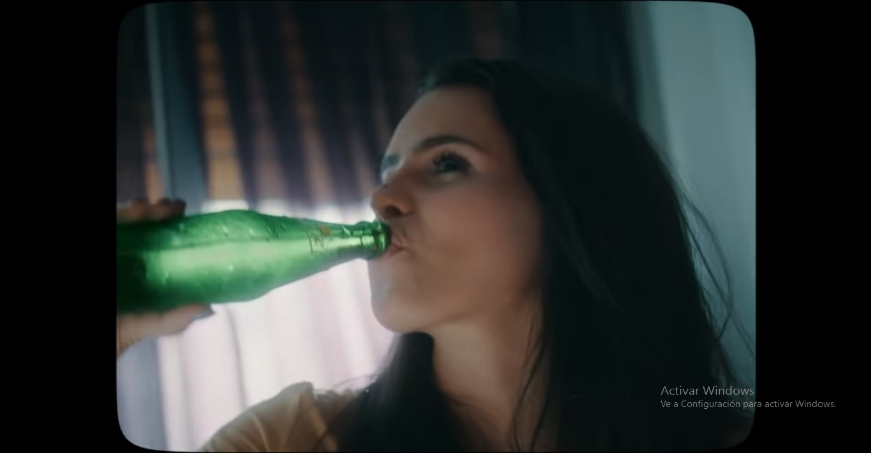 Activar Windows
Ve a Configuración para activar Windows.